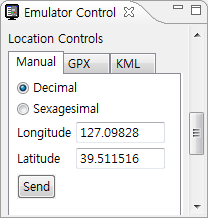 Emulator Control
Location Controls
Manual GPX KML
Decimal
Sexagesimal
Longitude 127.09828
Latitude 39.511516
Send